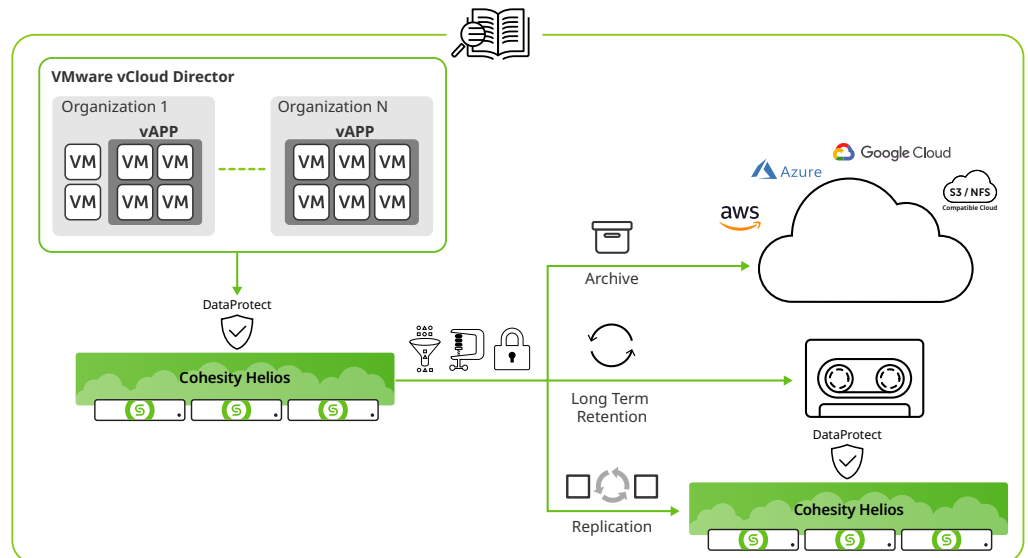 VMware vCloud Director
Organization 1
Organization N
vAPP
vAPP
VM
VM
VM
VM
VM
VM
VM
VM
VM
VM
VM
VM
DataProtect
Cohesity Helios
Archive
Long Term
Retention
Replication
aws
Azure
Google Cloud
S3 / NFS
Compatible Cloud
DataProtect
Cohesity Helios